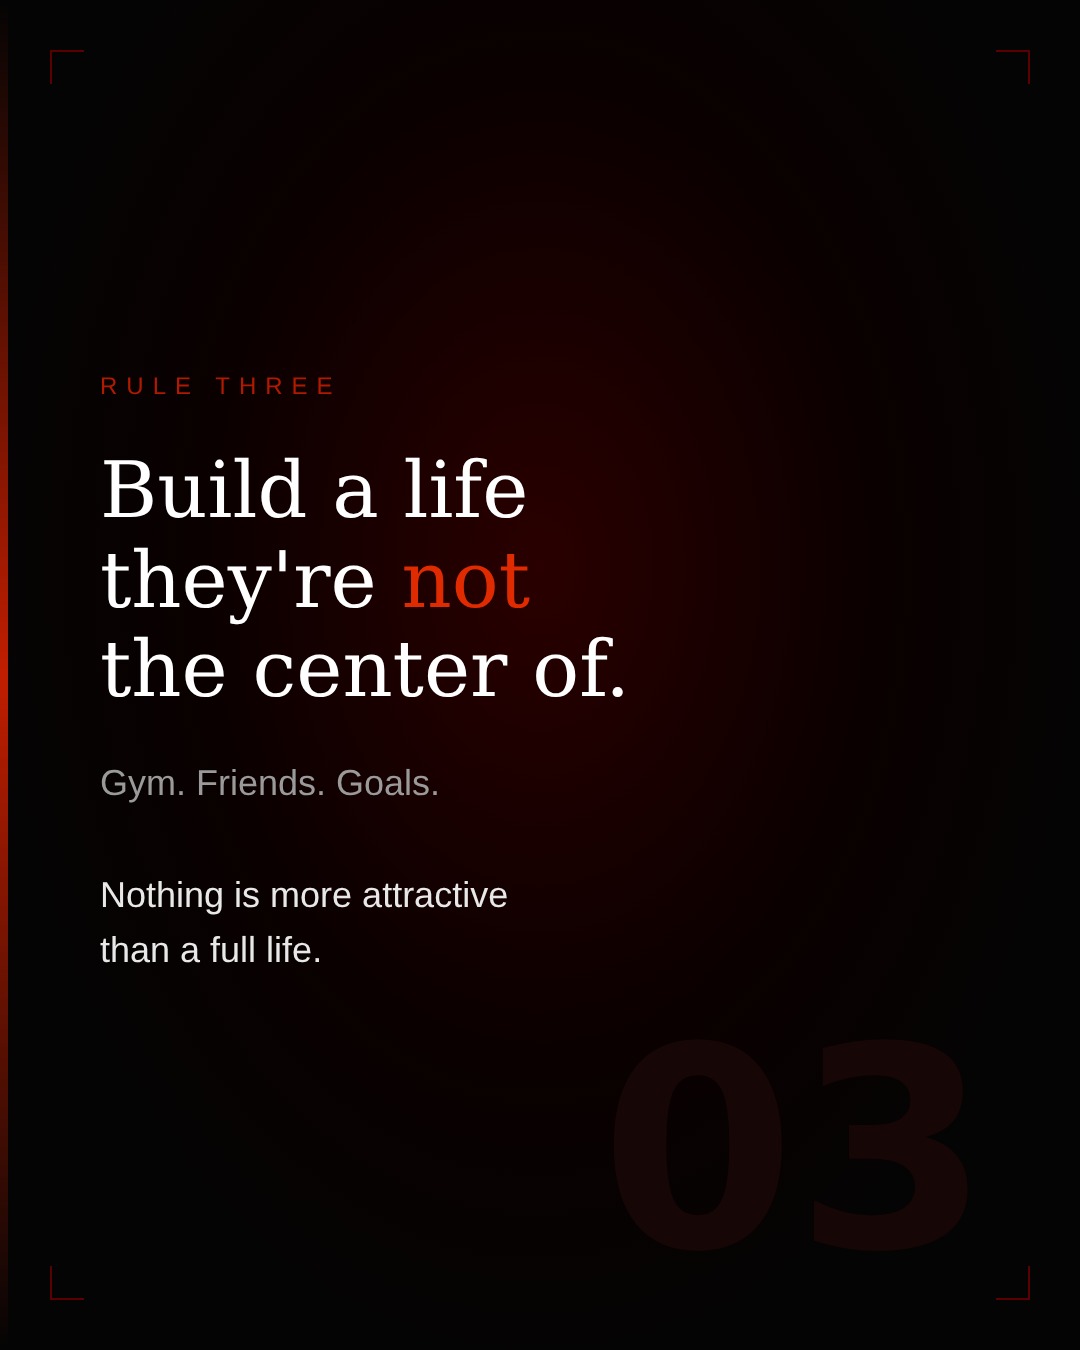 RULE THREE
Build a life
they're not
the center of.
Gym. Friends. Goals.
Nothing is more attractive
than a full life.
03